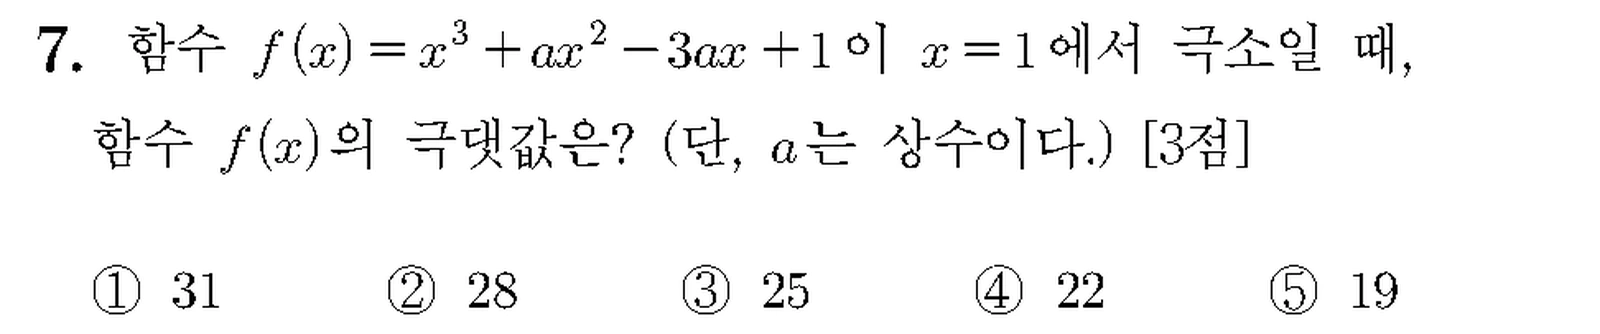 7. 함수 f(x)=x³+ax²−3ax+1이 x=1에서 극소일 때,
함수 f(x)의 극댓값은? (단, a는 상수이다.) [3점]
① 31 ② 28 ③ 25 ④ 22 ⑤ 19